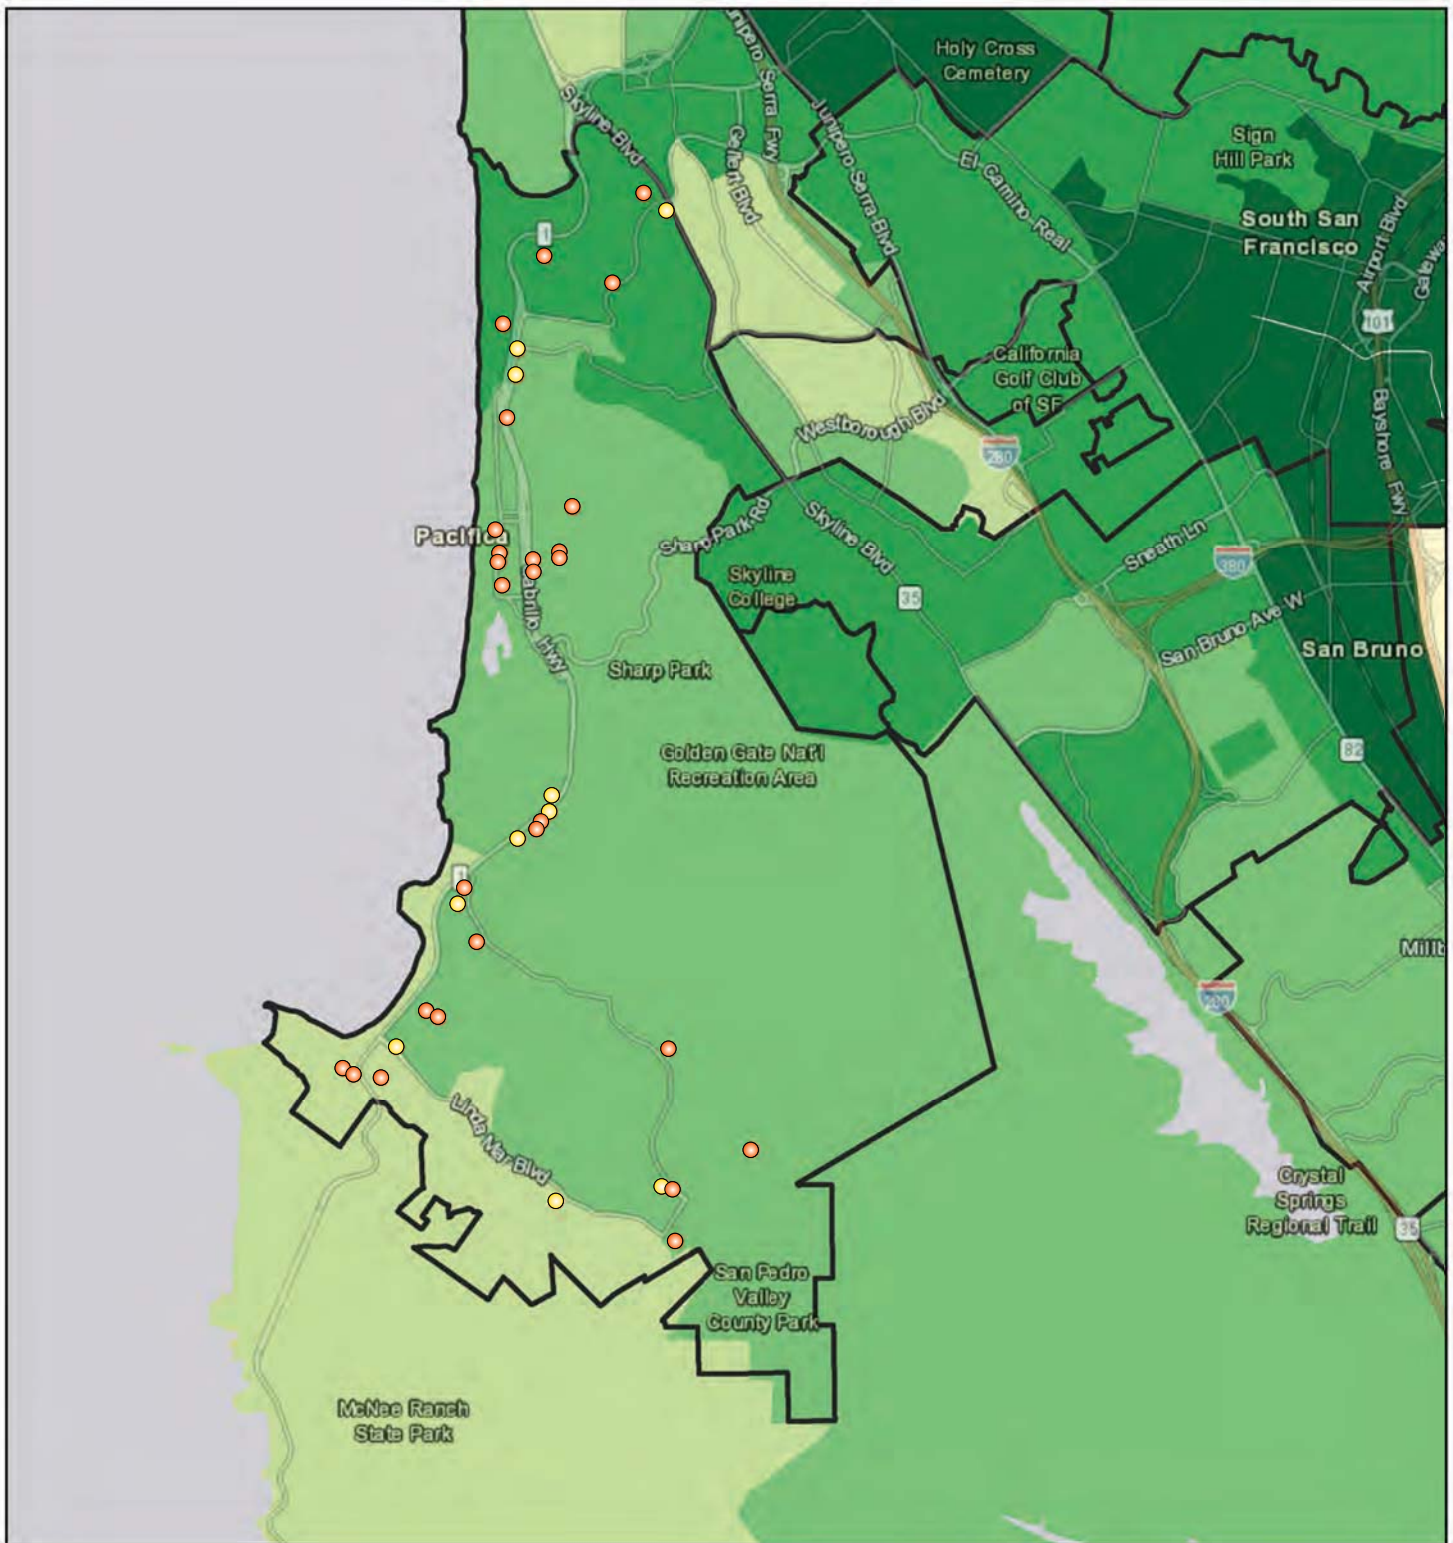 Junipero Serra Fwy
Holy Cross
Cemetery
Skyline Blvd
Gellert Blvd
Junipero Serra Blvd
El Camino Real
Sign
Hill Park
South San
Francisco
Airport Blvd
101
Bayshore Fwy
1
California
Golf Club
of SF
Westborough Blvd
280
Pacifica
Sharp Park Rd
Skyline Blvd
Skyline
College
35
Sneath Ln
380
San Bruno Ave W
San Bruno
Cabrillo Hwy
Sharp Park
Golden Gate Nat'l
Recreation Area
82
1
Millb
280
Linda Mar Blvd
Crystal
Springs
Regional Trail
35
San Pedro
Valley
County Park
McNee Ranch
State Park